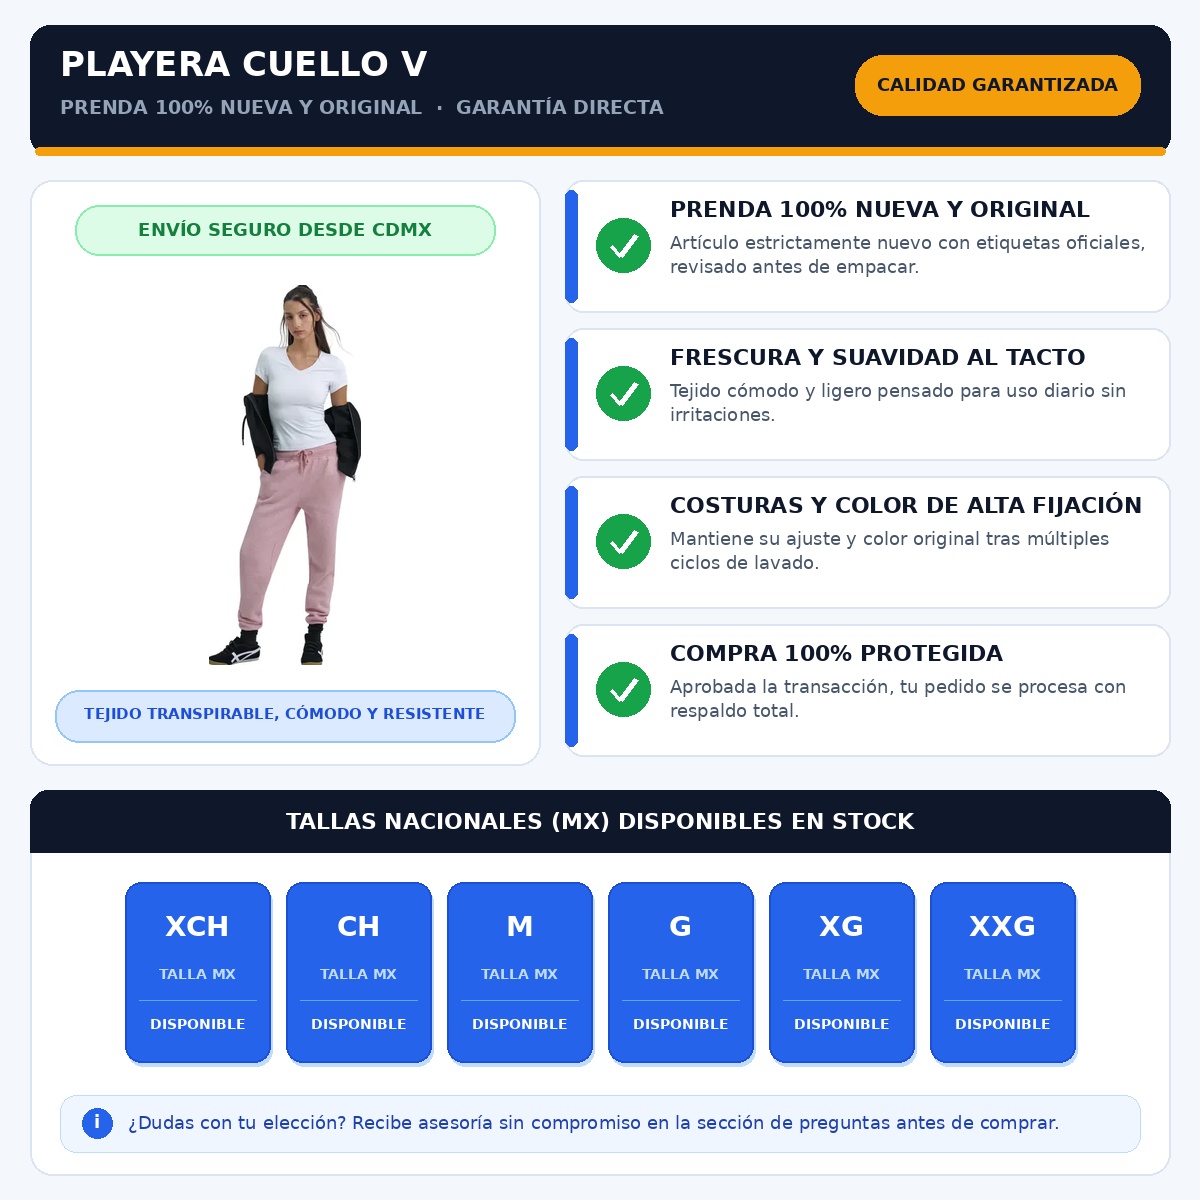 PLAYERA CUELLO V
PRENDA 100% NUEVA Y ORIGINAL · GARANTÍA DIRECTA
CALIDAD GARANTIZADA
ENVÍO SEGURO DESDE CDMX
TEJIDO TRANSPIRABLE, CÓMODO Y RESISTENTE
PRENDA 100% NUEVA Y ORIGINAL
Artículo estrictamente nuevo con etiquetas oficiales,
revisado antes de empacar.
FRESCURA Y SUAVIDAD AL TACTO
Tejido cómodo y ligero pensado para uso diario sin
irritaciones.
COSTURAS Y COLOR DE ALTA FIJACIÓN
Mantiene su ajuste y color original tras múltiples
ciclos de lavado.
COMPRA 100% PROTEGIDA
Aprobada la transacción, tu pedido se procesa con
respaldo total.
TALLAS NACIONALES (MX) DISPONIBLES EN STOCK
XCH
TALLA MX
DISPONIBLE
CH
TALLA MX
DISPONIBLE
M
TALLA MX
DISPONIBLE
G
TALLA MX
DISPONIBLE
XG
TALLA MX
DISPONIBLE
XXG
TALLA MX
DISPONIBLE
i
¿Dudas con tu elección? Recibe asesoría sin compromiso en la sección de preguntas antes de comprar.